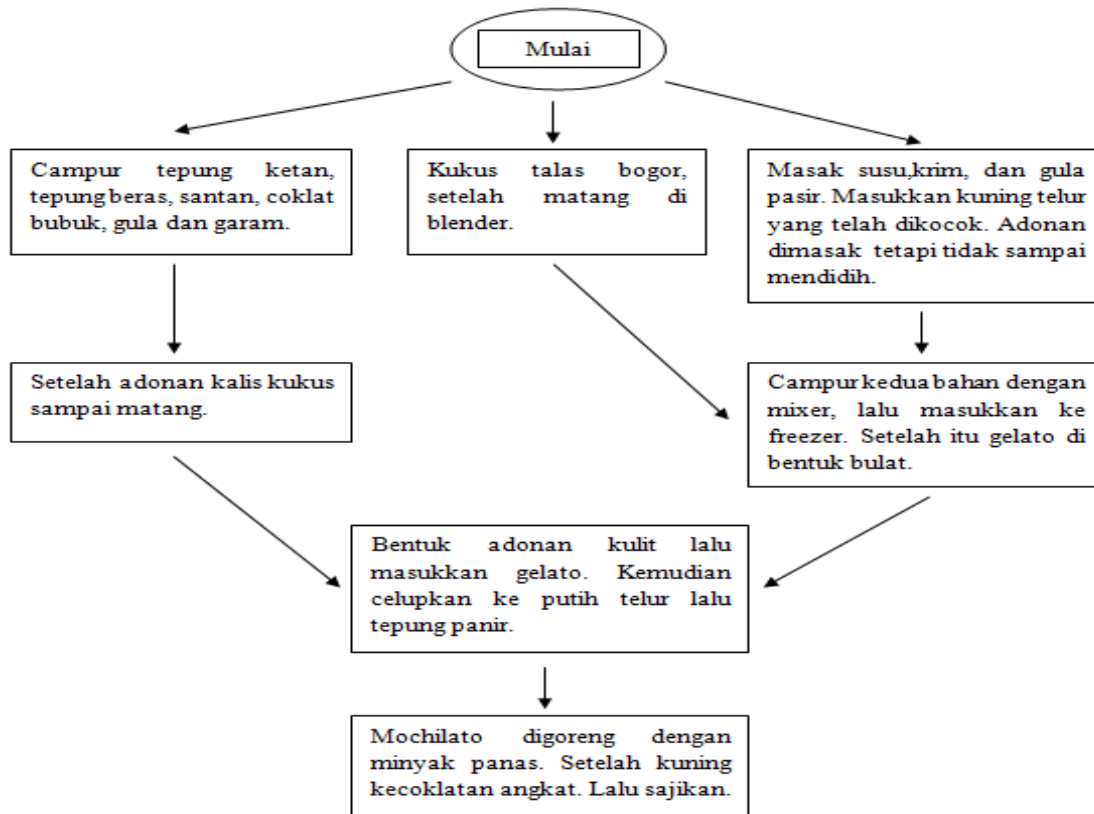 Mulai
Campur tepung ketan,
tepung beras, santan, coklat
bubuk, gula dan garam.
Kukus talas bogor,
setelah matang di
blender.
Masak susu,krim, dan gula
pasir. Masukkan kuning telur
yang telah dikocok. Adonan
dimasak tetapi tidak sampai
mendidih.
Setelah adonan kalis kukus
sampai matang.
Campur kedua bahan dengan
mixer, lalu masukkan ke
freezer. Setelah itu gelato di
bentuk bulat.
Bentuk adonan kulit lalu
masukkan gelato. Kemudian
celupkan ke putih telur lalu
tepung panir.
Mochilato digoreng dengan
minyak panas. Setelah kuning
kecoklatan angkat. Lalu sajikan.